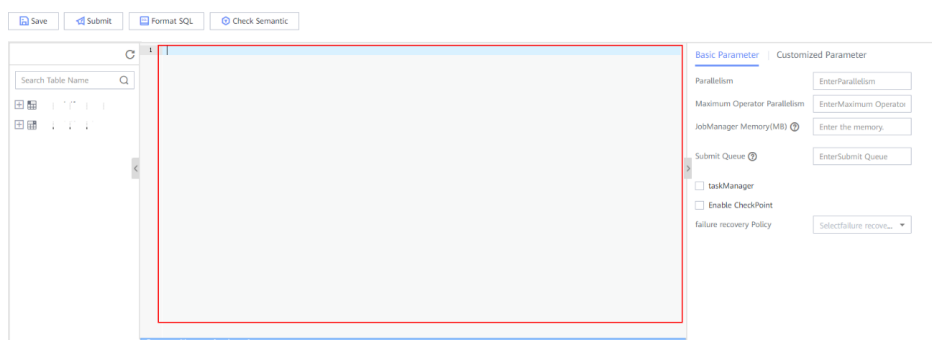 Save Submit Format SQL Check Semantic
1
Search Table Name
Basic Parameter Customized Parameter
Parallelism EnterParallelism
Maximum Operator Parallelism EnterMaximum Operator
JobManager Memory(MB) Enter the memory.
Submit Queue EnterSubmit Queue
taskManager
Enable CheckPoint
failure recovery Policy Selectfailure recove...